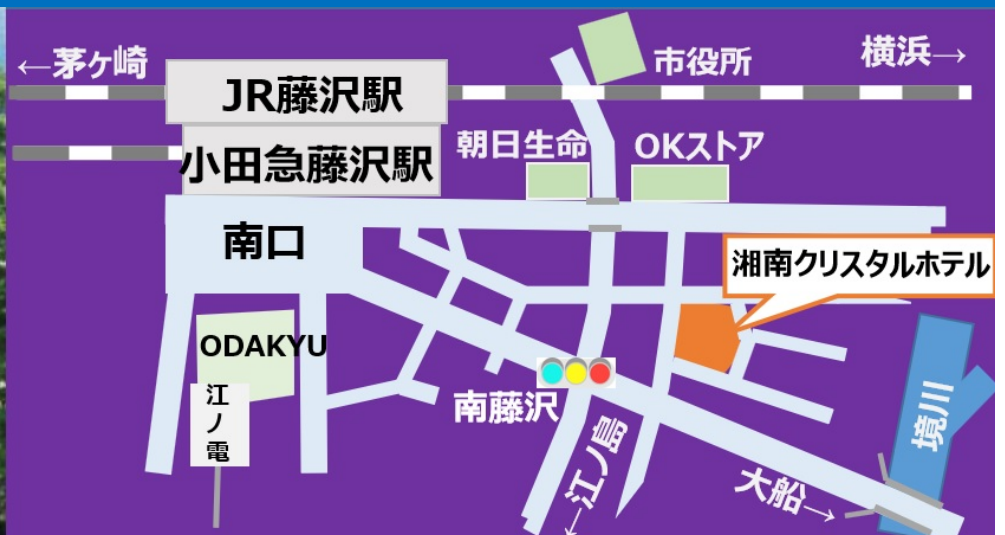 ←茅ヶ崎
市役所
横浜→
JR藤沢駅
小田急藤沢駅
朝日生命
OKストア
南口
湘南クリスタルホテル
ODAKYU
江ノ電
南藤沢
←江ノ島
大船→
境川